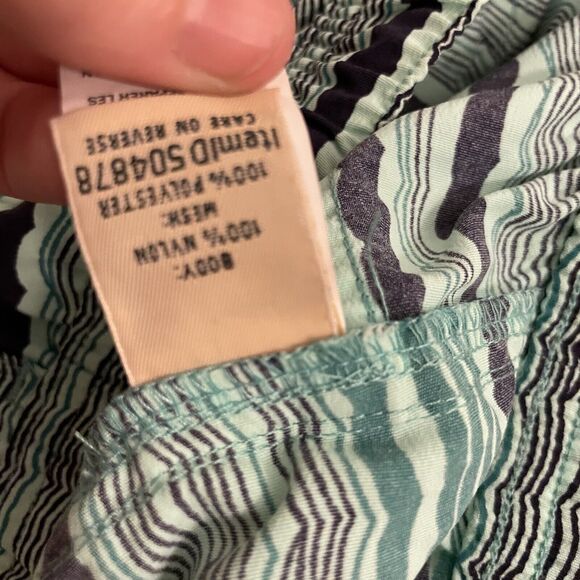 BODY:
100% NYLON
MESH:
100% POLYESTER
ItemID 504878
CARE ON REVERSE